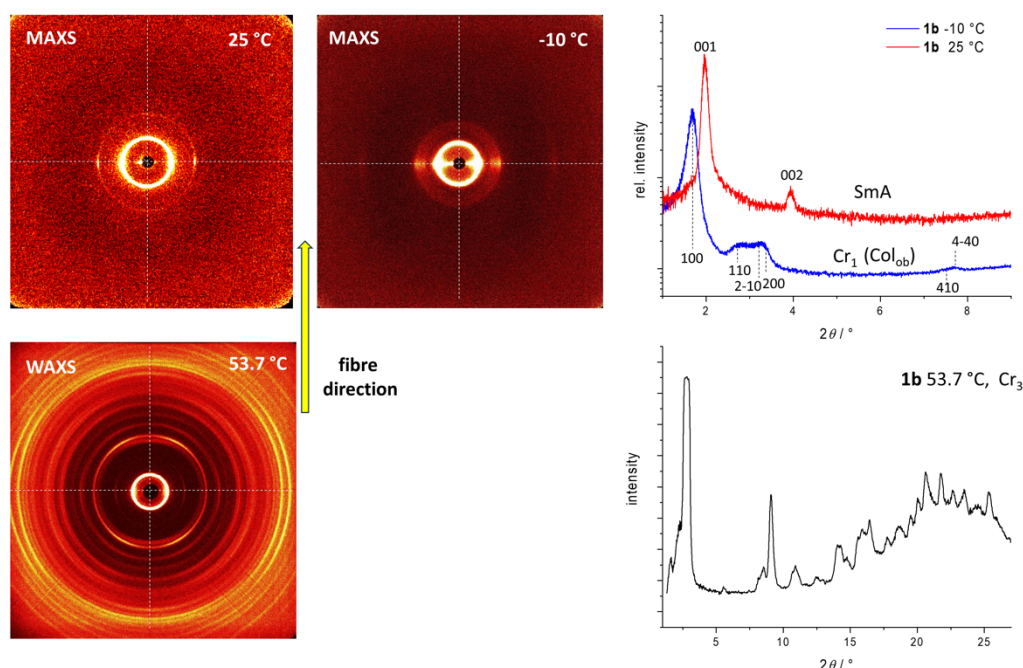 MAXS 25 °C
MAXS -10 °C
WAXS 53.7 °C
fibre
direction
1b -10 °C
1b 25 °C
001
002
SmA
Cr₁ (Col_ob)
100
110
2-10
200
4-40
410
rel. intensity
2 4 6 8
2θ / °
1b 53.7 °C, Cr₃
intensity
5 10 15 20 25
2θ / °